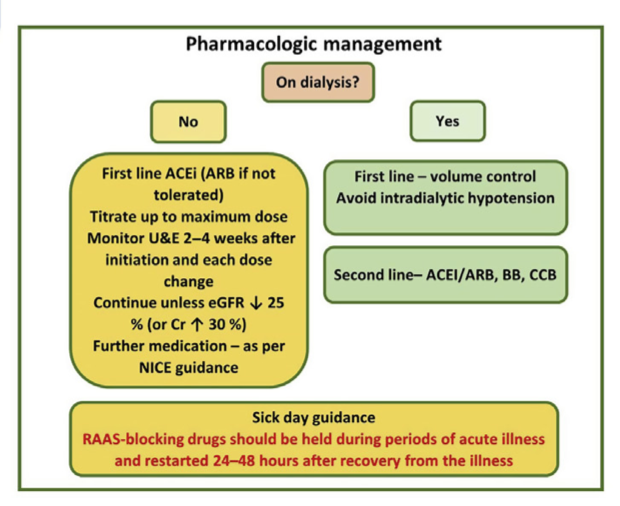 Pharmacologic management
On dialysis?
No
Yes
First line ACEi (ARB if not
tolerated)
Titrate up to maximum dose
Monitor U&E 2–4 weeks after
initiation and each dose
change
Continue unless eGFR ↓ 25
% (or Cr ↑ 30 %)
Further medication – as per
NICE guidance
First line – volume control
Avoid intradialytic hypotension
Second line– ACEI/ARB, BB, CCB
Sick day guidance
RAAS-blocking drugs should be held during periods of acute illness
and restarted 24–48 hours after recovery from the illness